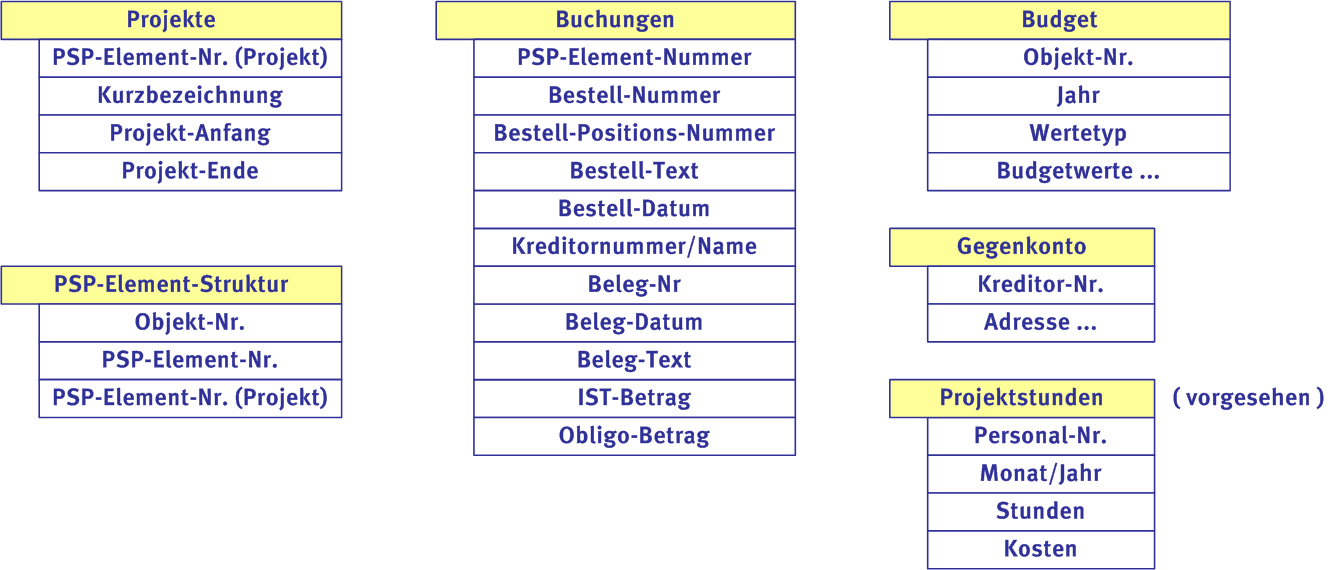 Projekte
PSP-Element-Nr. (Projekt)
Kurzbezeichnung
Projekt-Anfang
Projekt-Ende
PSP-Element-Struktur
Objekt-Nr.
PSP-Element-Nr.
PSP-Element-Nr. (Projekt)
Buchungen
PSP-Element-Nummer
Bestell-Nummer
Bestell-Positions-Nummer
Bestell-Text
Bestell-Datum
Kreditornummer/Name
Beleg-Nr
Beleg-Datum
Beleg-Text
IST-Betrag
Obligo-Betrag
Budget
Objekt-Nr.
Jahr
Wertetyp
Budgetwerte ...
Gegenkonto
Kreditor-Nr.
Adresse ...
Projektstunden ( vorgesehen )
Personal-Nr.
Monat/Jahr
Stunden
Kosten